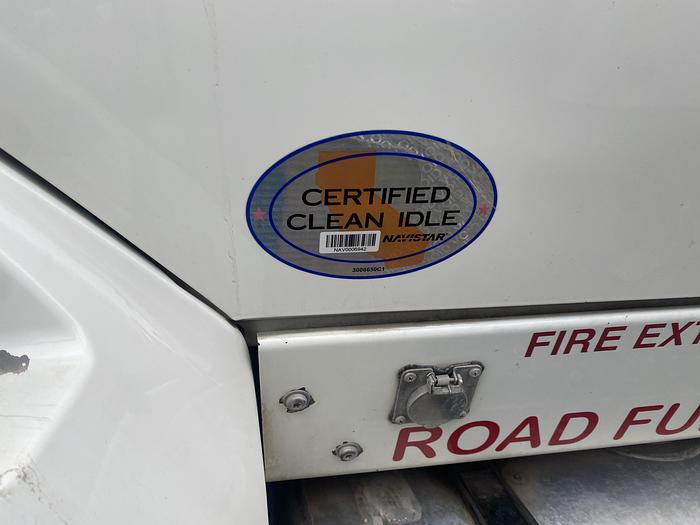 CERTIFIED
CLEAN IDLE
NAVISTAR
NAV0006942
3006650C1
FIRE EXT
ROAD FU